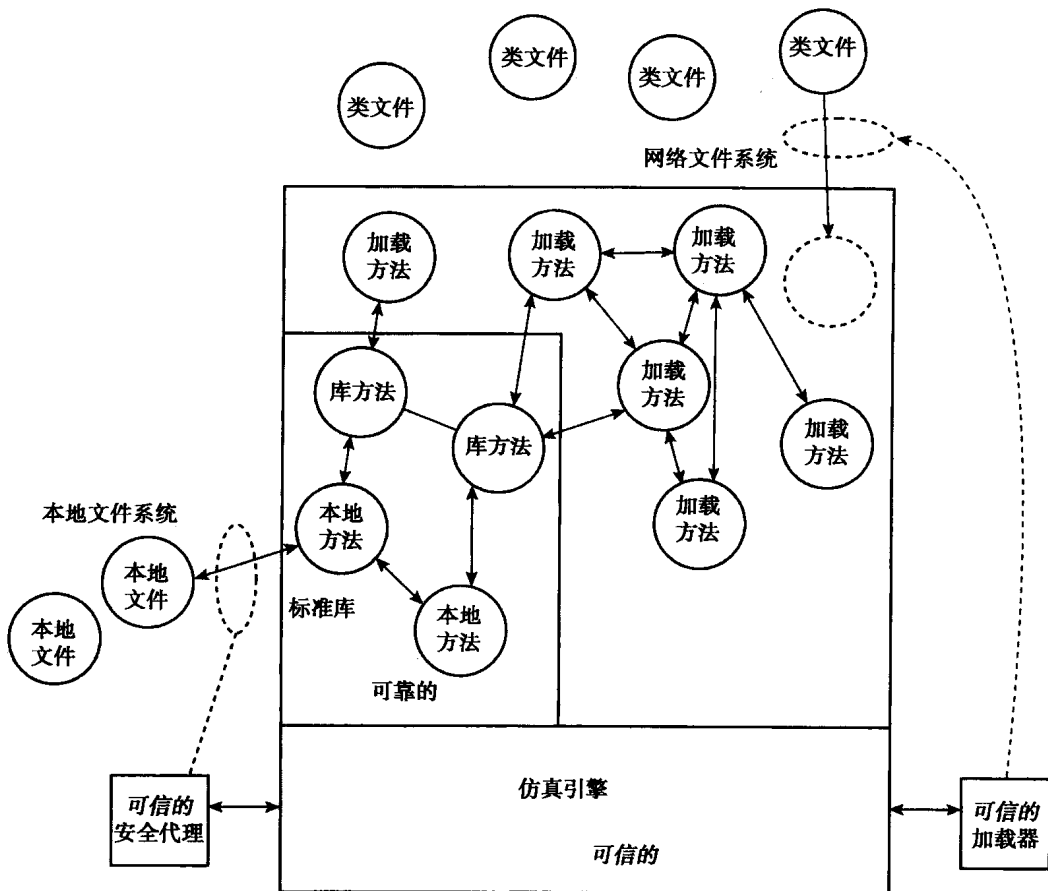 类文件
类文件
类文件
类文件
网络文件系统
加载
方法
加载
方法
加载
方法
库方法
加载
方法
库方法
加载
方法
本地文件系统
本地
方法
加载
方法
本地
文件
标准库
本地
方法
本地
文件
可靠的
仿真引擎
可信的
安全代理
可信的
可信的
加载器